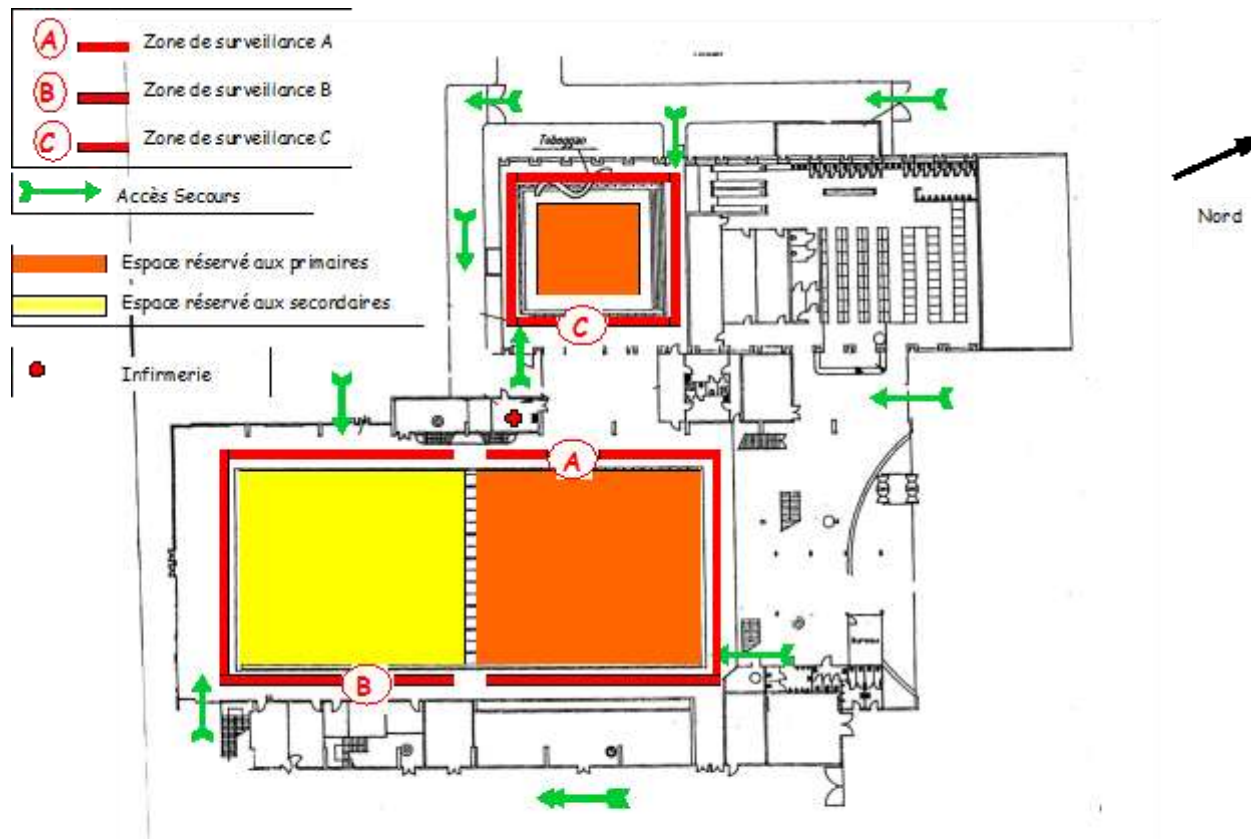 A Zone de surveillance A
B Zone de surveillance B
C Zone de surveillance C
Accès Secours
Espace réservé aux primaires
Espace réservé aux secondaires
Infirmerie
Nord
Toboggan
C
A
B
Bureau